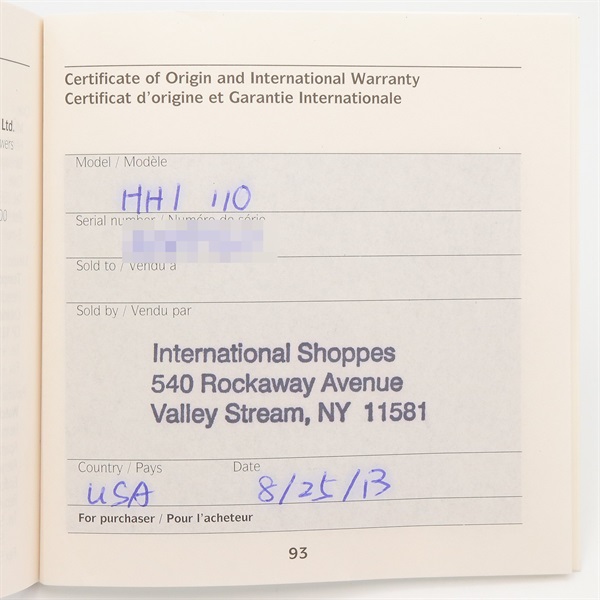 Ltd.
Certificate of Origin and International Warranty
Certificat d'origine et Garantie Internationale
Model / Modèle
HH1 110
Serial number / Numéro de série
Sold to / Vendu à
Sold by / Vendu par
International Shoppes
540 Rockaway Avenue
Valley Stream, NY 11581
Country / Pays Date
USA 8/25/13
For purchaser / Pour l'acheteur
93